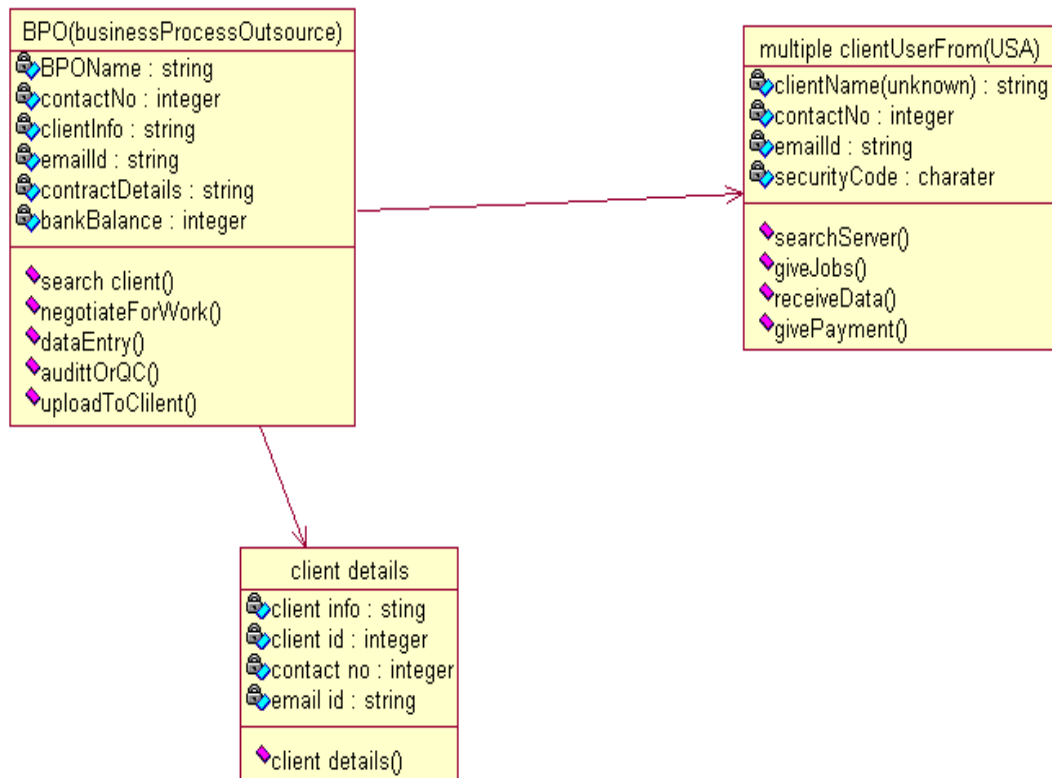 BPO(businessProcessOutsource)
BPOName : string
contactNo : integer
clientInfo : string
emailId : string
contractDetails : string
bankBalance : integer
search client()
negotiateForWork()
dataEntry()
audittOrQC()
uploadToClilent()
multiple clientUserFrom(USA)
clientName(unknown) : string
contactNo : integer
emailId : string
securityCode : charater
searchServer()
giveJobs()
receiveData()
givePayment()
client details
client info : sting
client id : integer
contact no : integer
email id : string
client details()